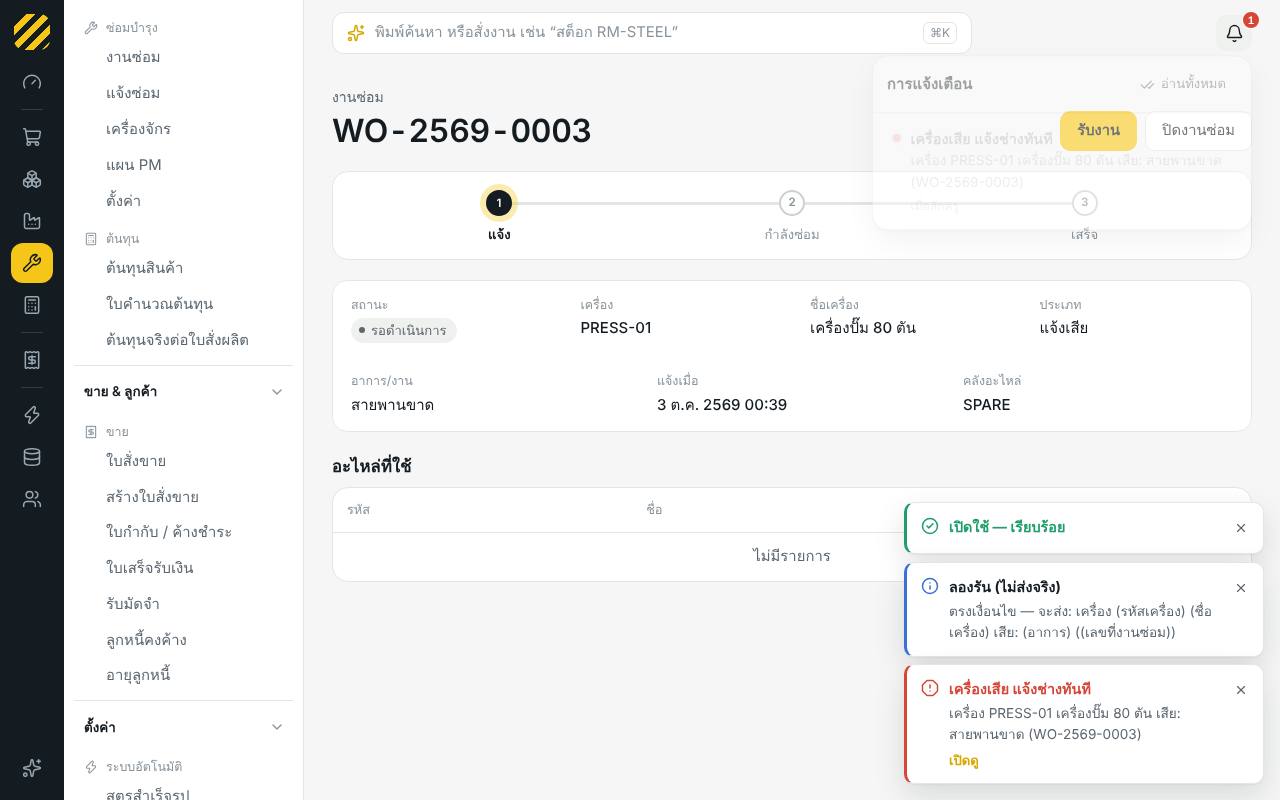 ซ่อมบำรุง
งานซ่อม
แจ้งซ่อม
เครื่องจักร
แผน PM
ตั้งค่า
ต้นทุน
ต้นทุนสินค้า
ใบคำนวณต้นทุน
ต้นทุนจริงต่อใบสั่งผลิต
ขาย & ลูกค้า
ขาย
ใบสั่งขาย
สร้างใบสั่งขาย
ใบกำกับ / ค้างชำระ
ใบเสร็จรับเงิน
รับมัดจำ
ลูกหนี้คงค้าง
อายุลูกหนี้
ตั้งค่า
ระบบอัตโนมัติ
สูตรสำเร็จรูป
พิมพ์ค้นหา หรือสั่งงาน เช่น “สต็อก RM-STEEL”
⌘K
1
งานซ่อม
WO-2569-0003
การแจ้งเตือน
อ่านทั้งหมด
รับงาน
ปิดงานซ่อม
เครื่องเสีย แจ้งช่างทันที
เครื่อง PRESS-01 เครื่องปั๊ม 80 ตัน เสีย: สายพานขาด
(WO-2569-0003)
1
2
3
แจ้ง
กำลังซ่อม
เสร็จ
สถานะ
เครื่อง
ชื่อเครื่อง
ประเภท
รอดำเนินการ
PRESS-01
เครื่องปั๊ม 80 ตัน
แจ้งเสีย
อาการ/งาน
แจ้งเมื่อ
คลังอะไหล่
สายพานขาด
3 ต.ค. 2569 00:39
SPARE
อะไหล่ที่ใช้
รหัส
ชื่อ
ไม่มีรายการ
เปิดใช้ — เรียบร้อย
ลองรัน (ไม่ส่งจริง)
ตรงเงื่อนไข — จะส่ง: เครื่อง (รหัสเครื่อง) (ชื่อ
เครื่อง) เสีย: (อาการ) ((เลขที่งานซ่อม))
เครื่องเสีย แจ้งช่างทันที
เครื่อง PRESS-01 เครื่องปั๊ม 80 ตัน เสีย:
สายพานขาด (WO-2569-0003)
เปิดดู